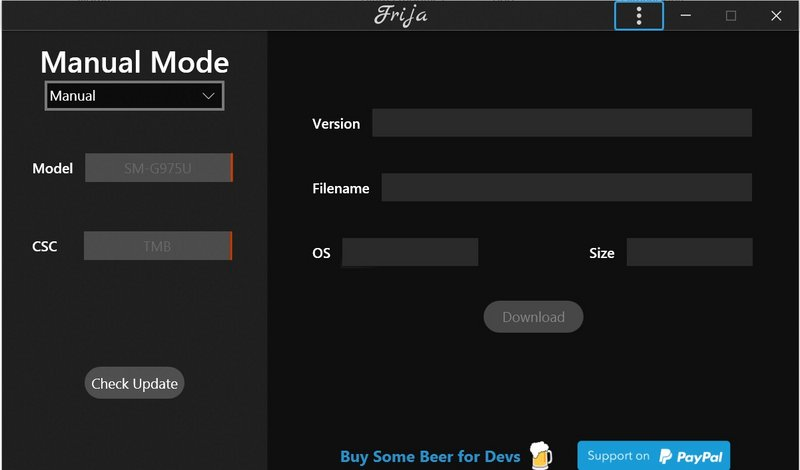 Frija
Manual Mode
Manual
Model SM-G975U
CSC TMB
Check Update
Version
Filename
OS Size
Download
Buy Some Beer for Devs
Support on PayPal